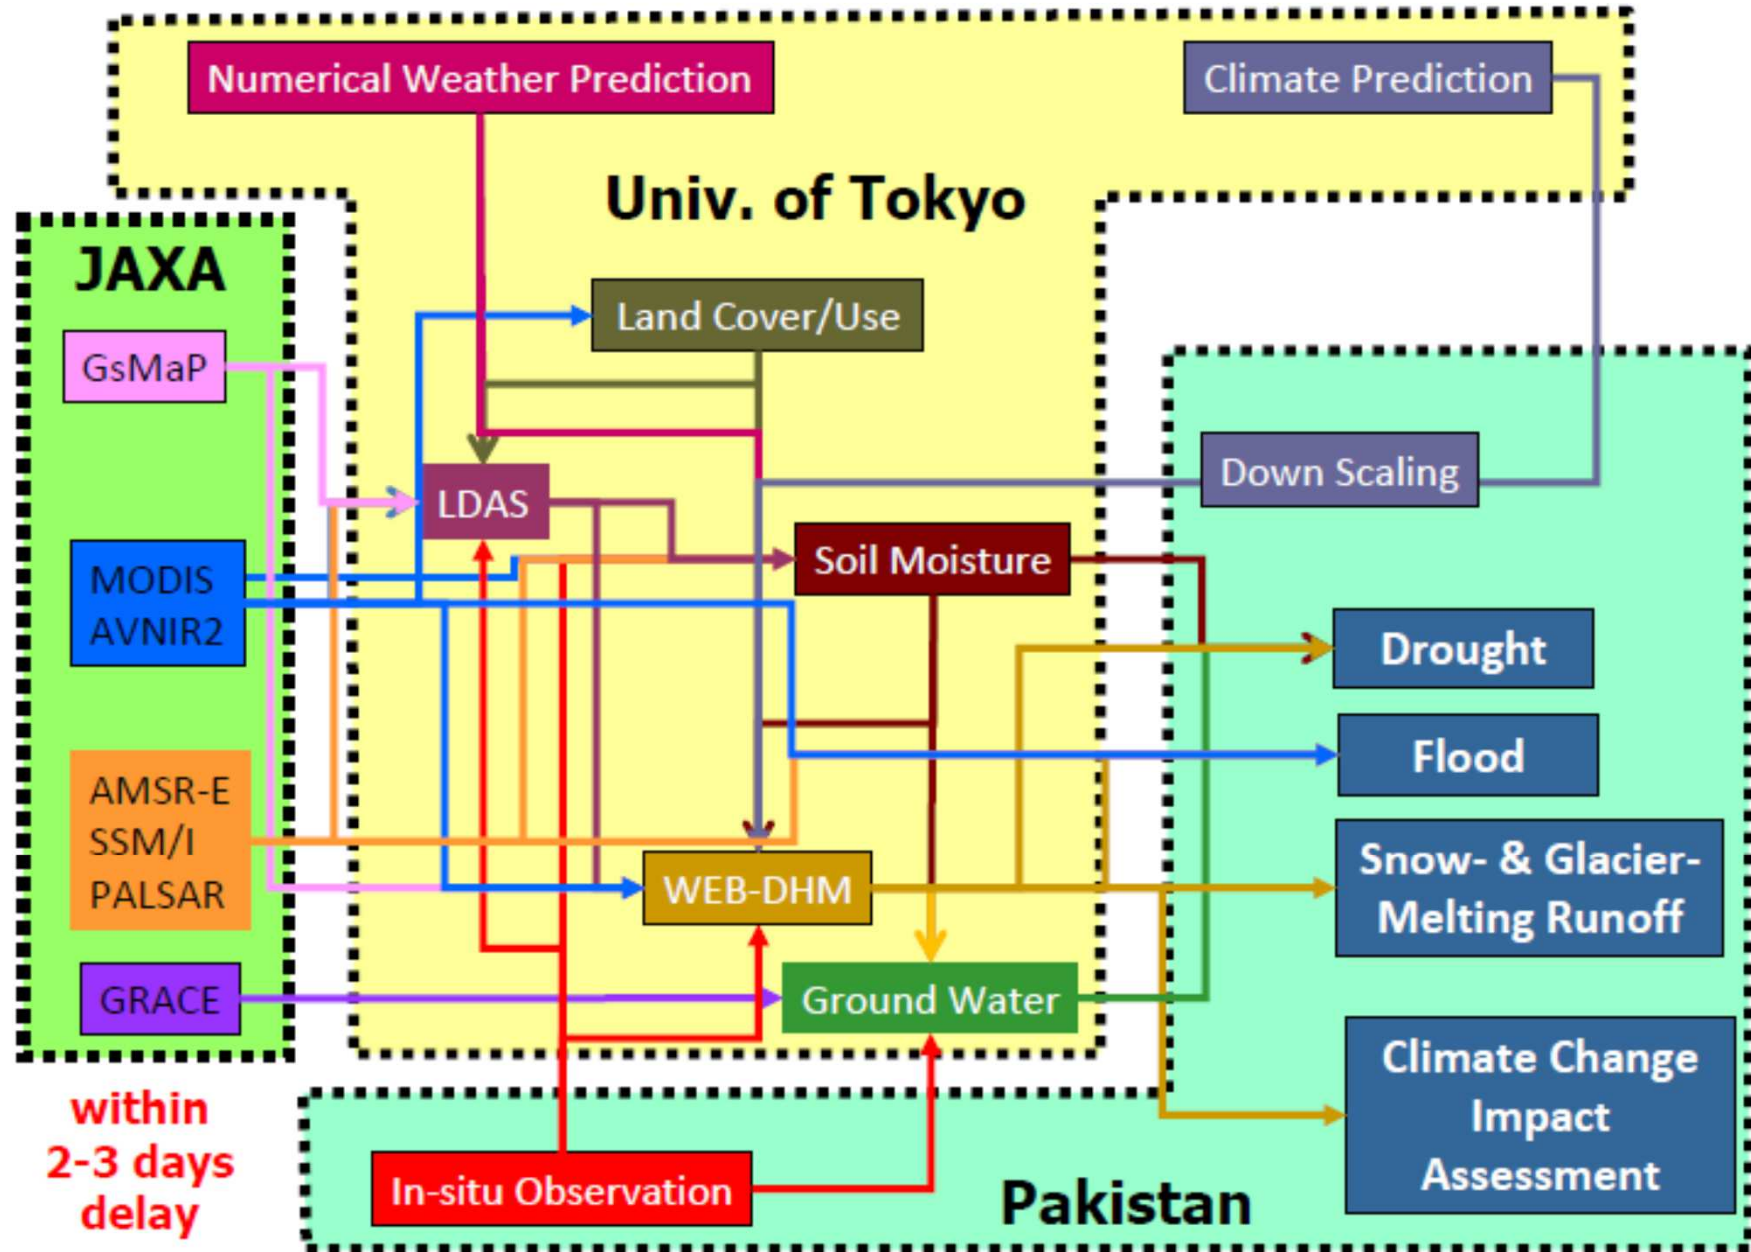 Numerical Weather Prediction
Climate Prediction
Univ. of Tokyo
JAXA
Land Cover/Use
GsMaP
Down Scaling
LDAS
Soil Moisture
MODIS
AVNIR2
Drought
Flood
AMSR-E
SSM/I
PALSAR
WEB-DHM
Snow- & Glacier-
Melting Runoff
GRACE
Ground Water
Climate Change
Impact
Assessment
within
2-3 days
delay
In-situ Observation
Pakistan